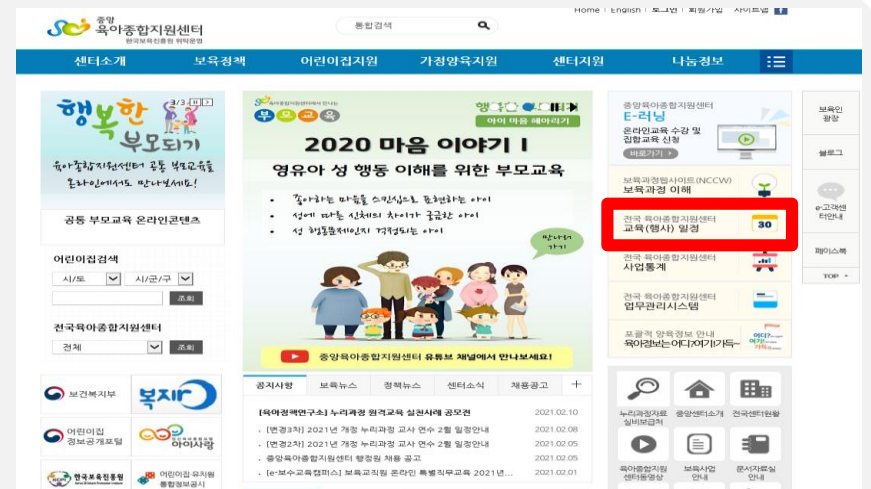 Home English 로그인 회원가입 사이트맵
중앙
육아종합지원센터
한국보육진흥원 위탁운영
통합검색
센터소개 보육정책 어린이집지원 가정양육지원 센터지원 나눔정보
행복한
부모되기
3/3
육아종합지원센터 공통 부모교육을
온라인에서도 만나보세요!
공통 부모교육 온라인콘텐츠
어린이집검색
시/도 시/군/구
조회
전국육아종합지원센터
전체 조회
보건복지부
복지로
어린이집
정보공개포털
아이사랑
한국보육진흥원
어린이집·유치원
통합정보공시
중앙육아종합지원센터에서 만나는
부모교육
아이 마음 헤아리기
2020 마음 이야기 I
영유아 성 행동 이해를 위한 부모교육
• 좋아하는 마음을 스킨십으로 표현하는 아이
• 성에 따른 신체의 차이가 궁금한 아이
• 성 행동문제인지 걱정되는 아이
만나러
가기
중앙육아종합지원센터 유튜브 채널에서 만나보세요!
공지사항 보육뉴스 정책뉴스 센터소식 채용공고 +
[육아정책연구소] 누리과정 원격교육 실천사례 공모전 2021.02.10
[변경3차] 2021년 개정 누리과정 교사 연수 2월 일정안내 2021.02.08
[변경2차] 2021년 개정 누리과정 교사 연수 2월 일정안내 2021.02.05
중앙육아종합지원센터 행정원 채용 공고 2021.02.05
[e-보수교육캠퍼스] 보육교직원 온라인 특별직무교육 2021년... 2021.02.01
중앙육아종합지원센터
E-러닝
온라인교육 수강 및
집합교육 신청
바로가기
보육과정웹사이트(NCCW)
보육과정 이해
전국 육아종합지원센터
교육(행사) 일정
30
전국 육아종합지원센터
사업통계
전국 육아종합지원센터
업무관리시스템
포괄적 양육정보 안내
육아정보는어디?여기!가득~
누리과정자료
실비보급처
중앙센터소개
전국센터현황
육아종합지원
센터동영상
보육사업
안내
문서자료실
안내
보육인
광장
블로그
e-고객센
터안내
페이스북
TOP